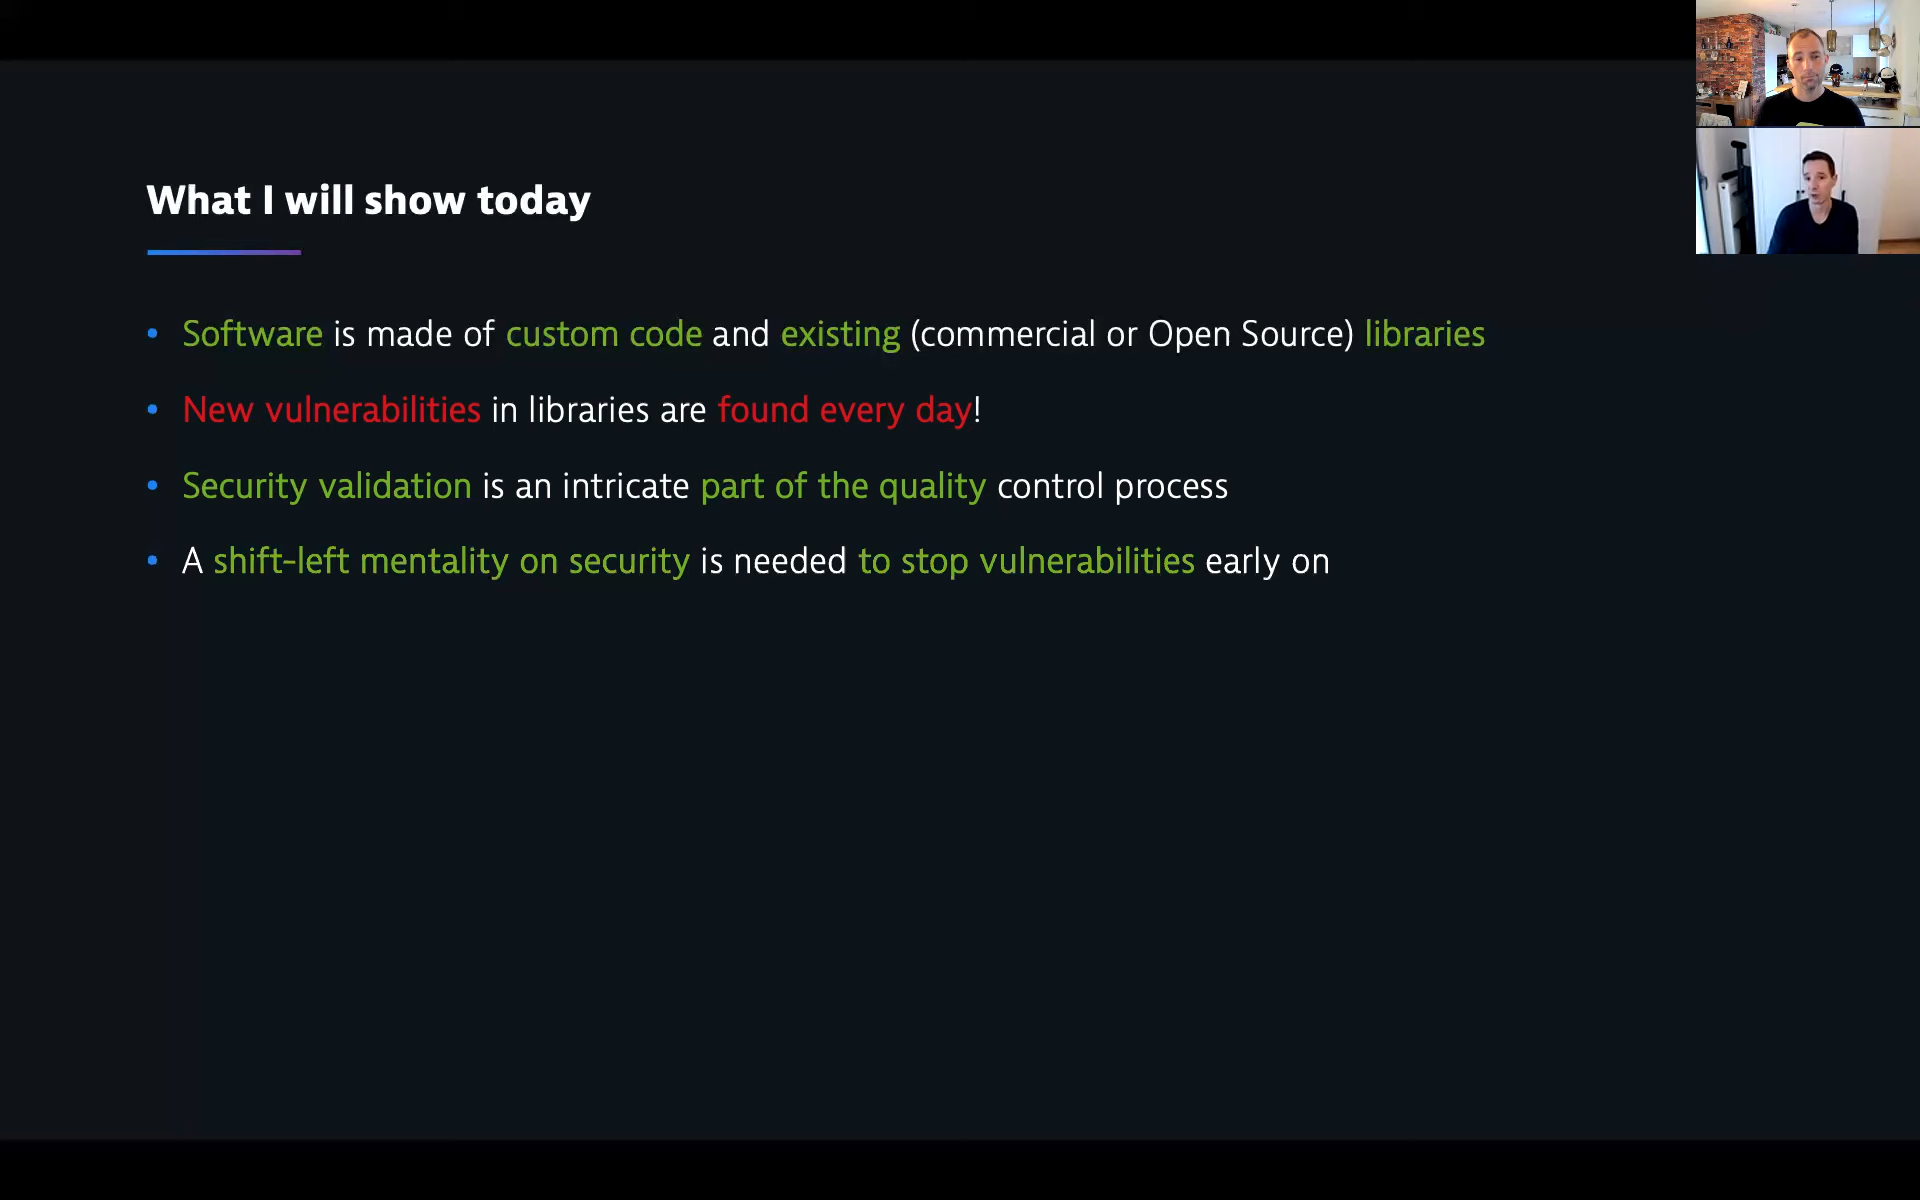 What I will show today
• Software is made of custom code and existing (commercial or Open Source) libraries
• New vulnerabilities in libraries are found every day!
• Security validation is an intricate part of the quality control process
• A shift-left mentality on security is needed to stop vulnerabilities early on